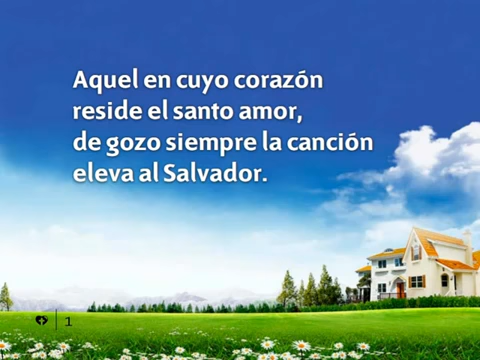 Aquel en cuyo corazón
reside el santo amor,
de gozo siempre la canción
eleva al Salvador.
1